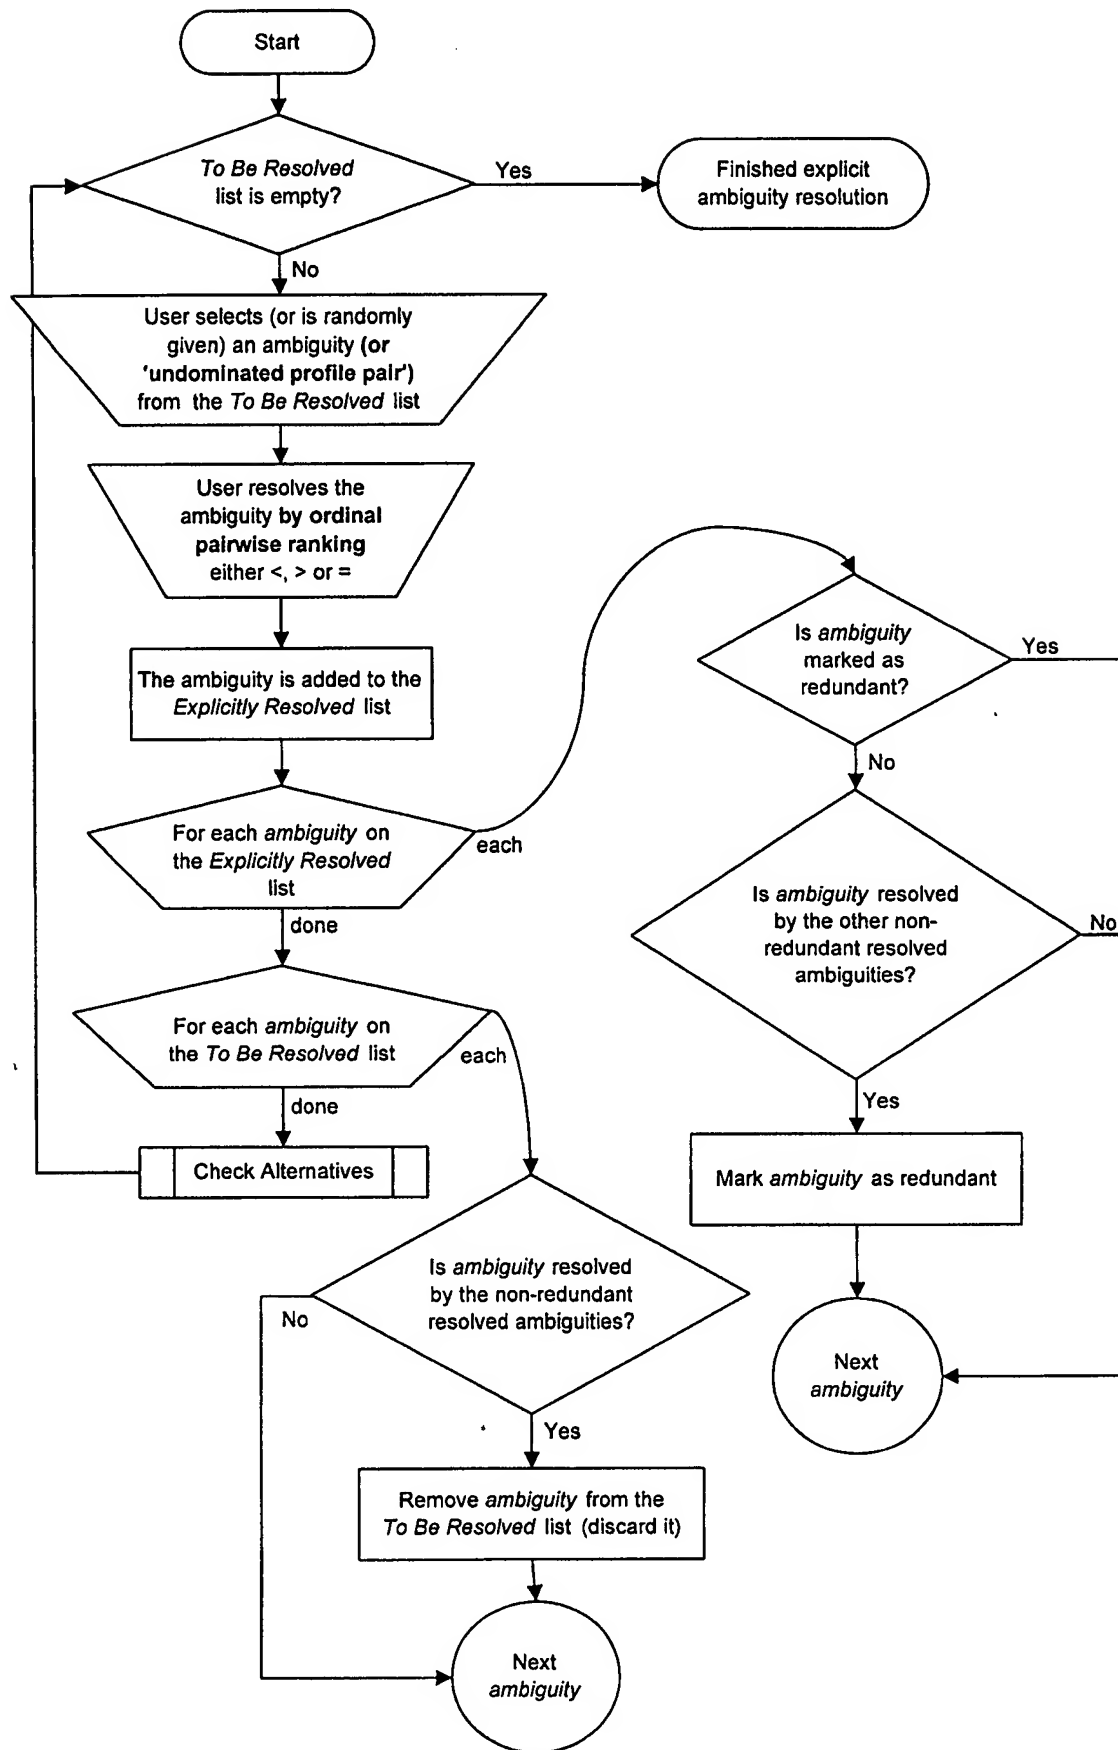 Start
To Be Resolved
list is empty?
Yes
Finished explicit
ambiguity resolution
No
User selects (or is randomly
given) an ambiguity (or
'undominated profile pair')
from the To Be Resolved list
User resolves the
ambiguity by ordinal
pairwise ranking
either <, > or =
The ambiguity is added to the
Explicitly Resolved list
For each ambiguity on
the Explicitly Resolved
list
each
done
For each ambiguity on
the To Be Resolved list
each
done
Check Alternatives
Is ambiguity
marked as
redundant?
Yes
No
Is ambiguity resolved
by the other non-
redundant resolved
ambiguities?
No
Yes
Mark ambiguity as redundant
Next
ambiguity
Is ambiguity resolved
by the non-redundant
resolved ambiguities?
No
Yes
Remove ambiguity from the
To Be Resolved list (discard it)
Next
ambiguity